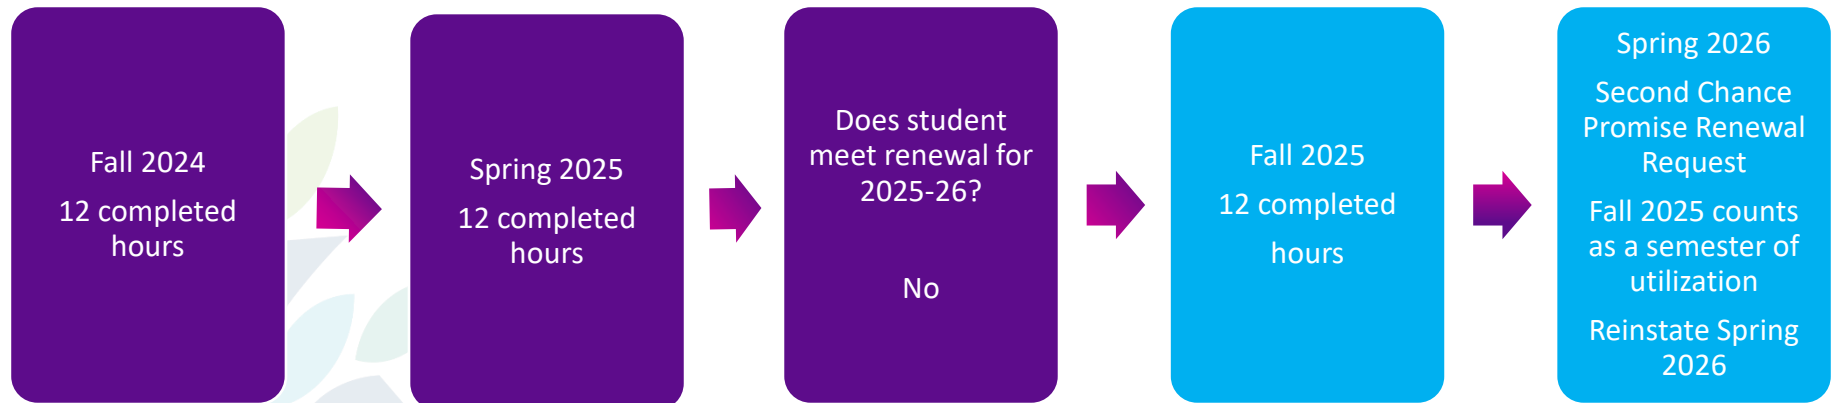 Fall 2024
12 completed
hours
Spring 2025
12 completed
hours
Does student
meet renewal for
2025-26?
No
Fall 2025
12 completed
hours
Spring 2026
Second Chance
Promise Renewal
Request
Fall 2025 counts
as a semester of
utilization
Reinstate Spring
2026